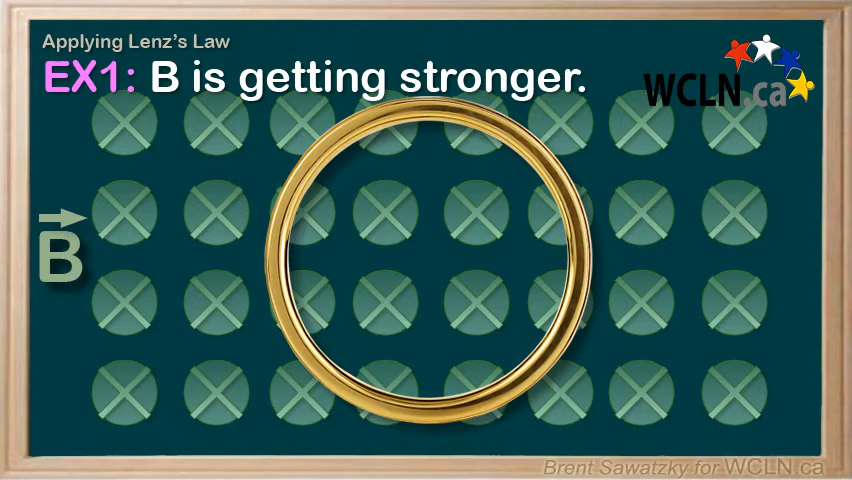 Applying Lenz's Law
EX1: B is getting stronger.
WCLN.ca
B
Brent Sawatzky for WCLN.ca